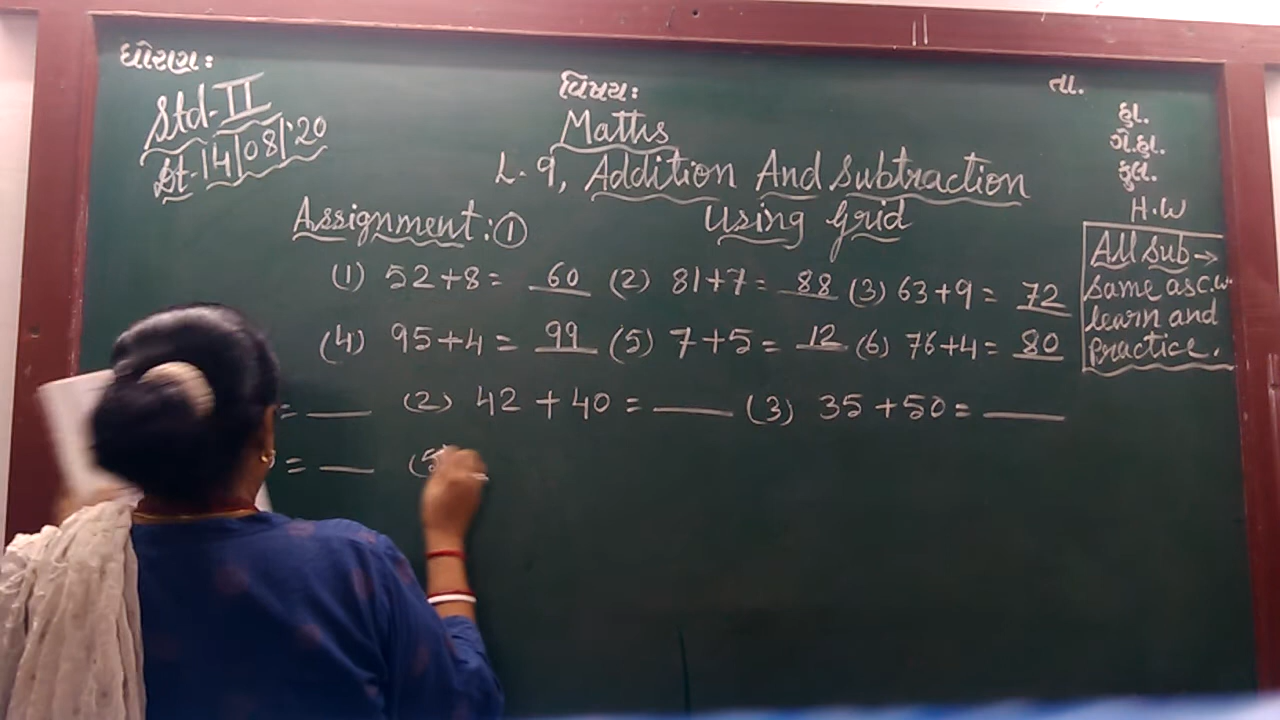 ધોરણ:
વિષય:
તા.
Std-II
હા.
Dt-14/08/'20
Maths
ગે.હા.
કુલ.
L-9, Addition And Subtraction
Using Grid
H.W
Assignment:①
All Sub→
same as c.w.
learn and
practice.
(1) 52+8= 60 (2) 81+7= 88 (3) 63+9= 72
(4) 95+4= 99 (5) 7+5= 12 (6) 76+4= 80
= ___ (2) 42+40= ___ (3) 35+50= ___
= ___ (5)